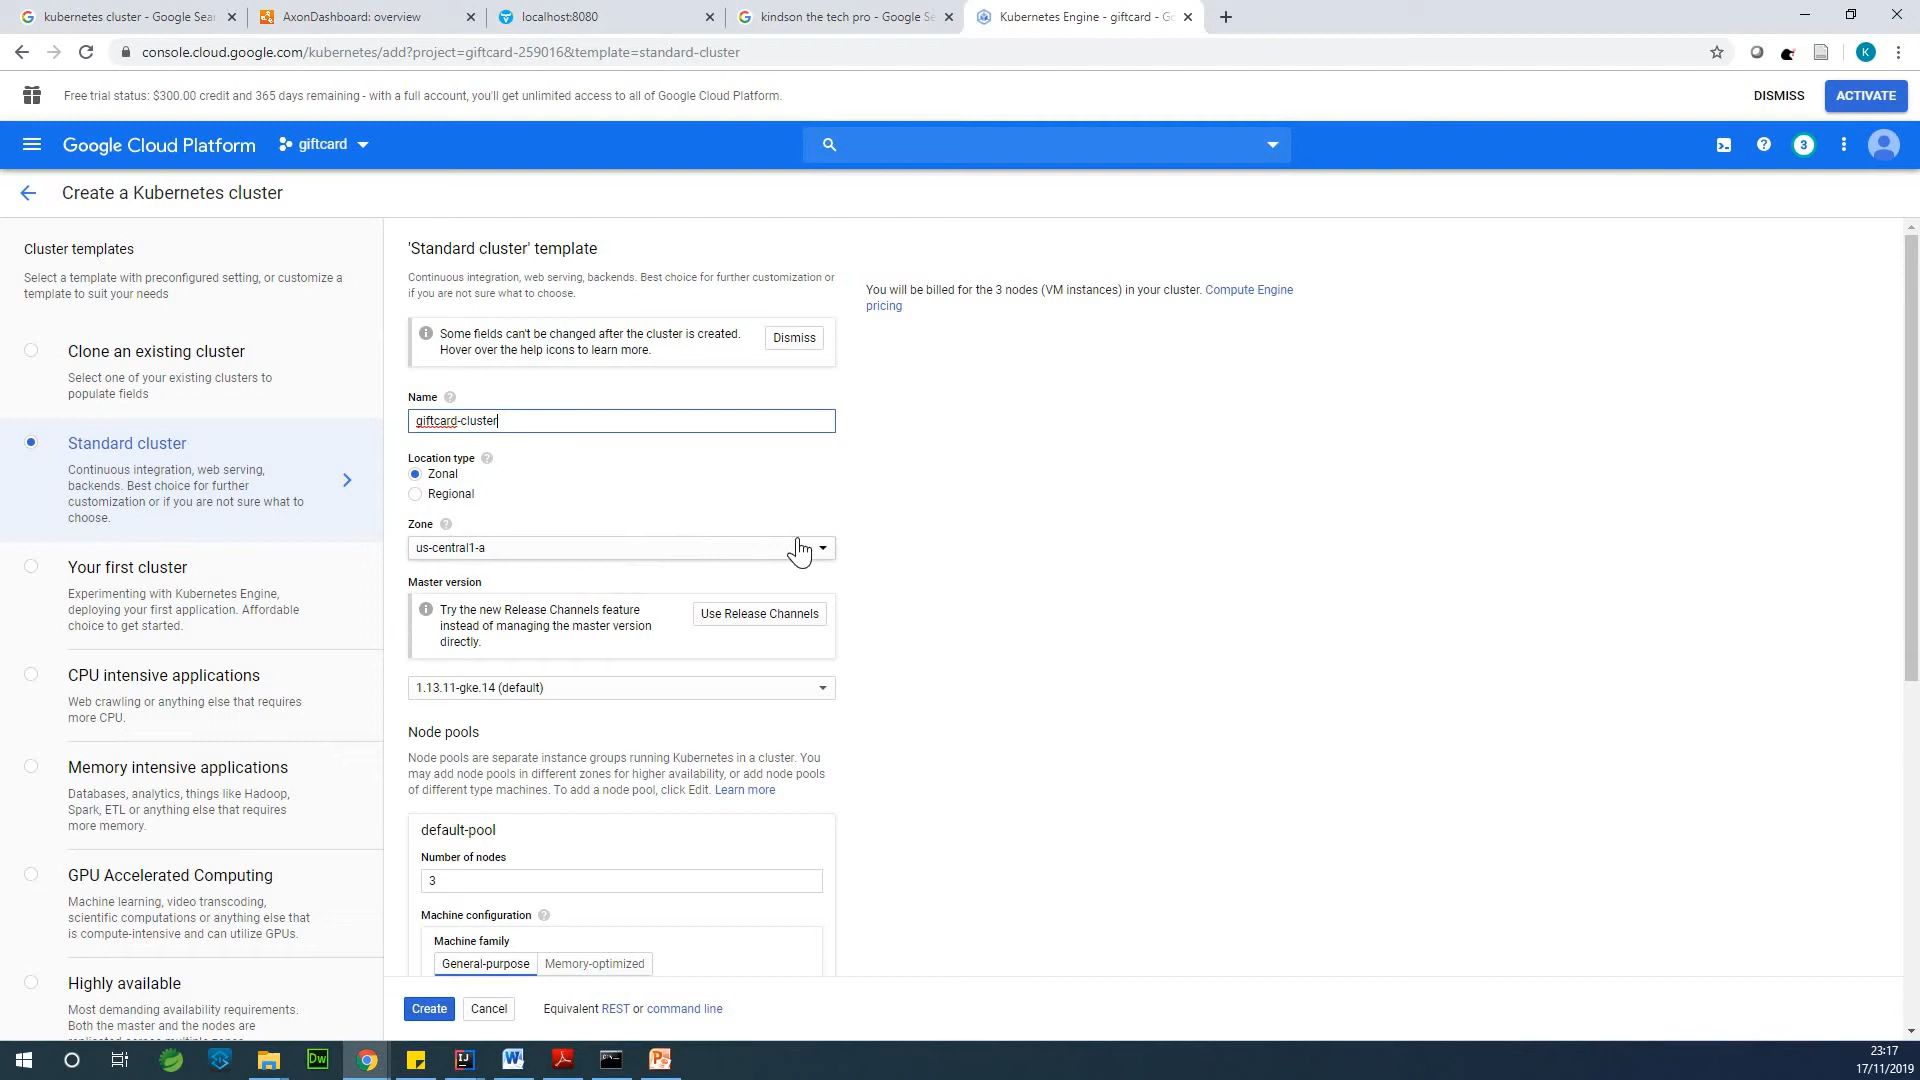 kubernetes cluster - Google Sea
AxonDashboard: overview
localhost:8080
kindson the tech pro - Google Se
Kubernetes Engine - giftcard - Go
console.cloud.google.com/kubernetes/add?project=giftcard-259016&template=standard-cluster
K
Free trial status: $300.00 credit and 365 days remaining - with a full account, you'll get unlimited access to all of Google Cloud Platform.
DISMISS
ACTIVATE
Google Cloud Platform
giftcard
3
Create a Kubernetes cluster
Cluster templates
Select a template with preconfigured setting, or customize a
template to suit your needs
Clone an existing cluster
Select one of your existing clusters to
populate fields
Standard cluster
Continuous integration, web serving,
backends. Best choice for further
customization or if you are not sure what to
choose.
Your first cluster
Experimenting with Kubernetes Engine,
deploying your first application. Affordable
choice to get started.
CPU intensive applications
Web crawling or anything else that requires
more CPU.
Memory intensive applications
Databases, analytics, things like Hadoop,
Spark, ETL or anything else that requires
more memory.
GPU Accelerated Computing
Machine learning, video transcoding,
scientific computations or anything else that
is compute-intensive and can utilize GPUs.
Highly available
Most demanding availability requirements.
Both the master and the nodes are
replicated across multiple zones.
'Standard cluster' template
Continuous integration, web serving, backends. Best choice for further customization or
if you are not sure what to choose.
Some fields can't be changed after the cluster is created.
Hover over the help icons to learn more.
Dismiss
Name
giftcard-cluster
Location type
Zonal
Regional
Zone
us-central1-a
Master version
Try the new Release Channels feature
instead of managing the master version
directly.
Use Release Channels
1.13.11-gke.14 (default)
Node pools
Node pools are separate instance groups running Kubernetes in a cluster. You
may add node pools in different zones for higher availability, or add node pools
of different type machines. To add a node pool, click Edit. Learn more
default-pool
Number of nodes
3
Machine configuration
Machine family
General-purpose
Memory-optimized
Create
Cancel
Equivalent REST or command line
You will be billed for the 3 nodes (VM instances) in your cluster. Compute Engine
pricing
23:17
17/11/2019